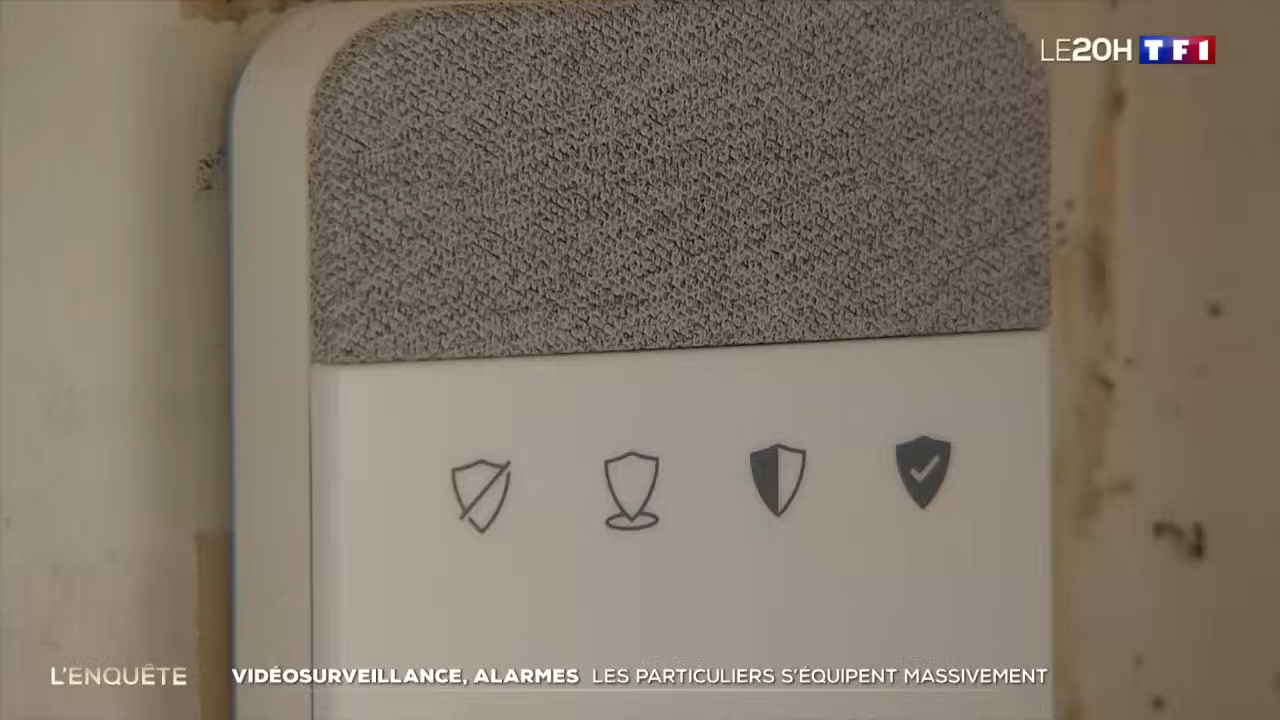 LE20H TF1
L'ENQUÊTE
VIDÉOSURVEILLANCE, ALARMES LES PARTICULIERS S'ÉQUIPENT MASSIVEMENT